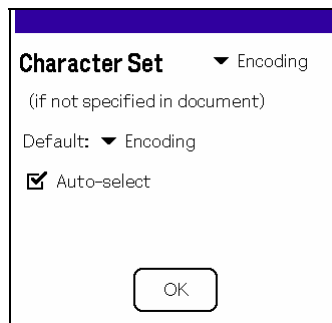 Character Set Encoding
(if not specified in document)
Default: Encoding
Auto-select
OK